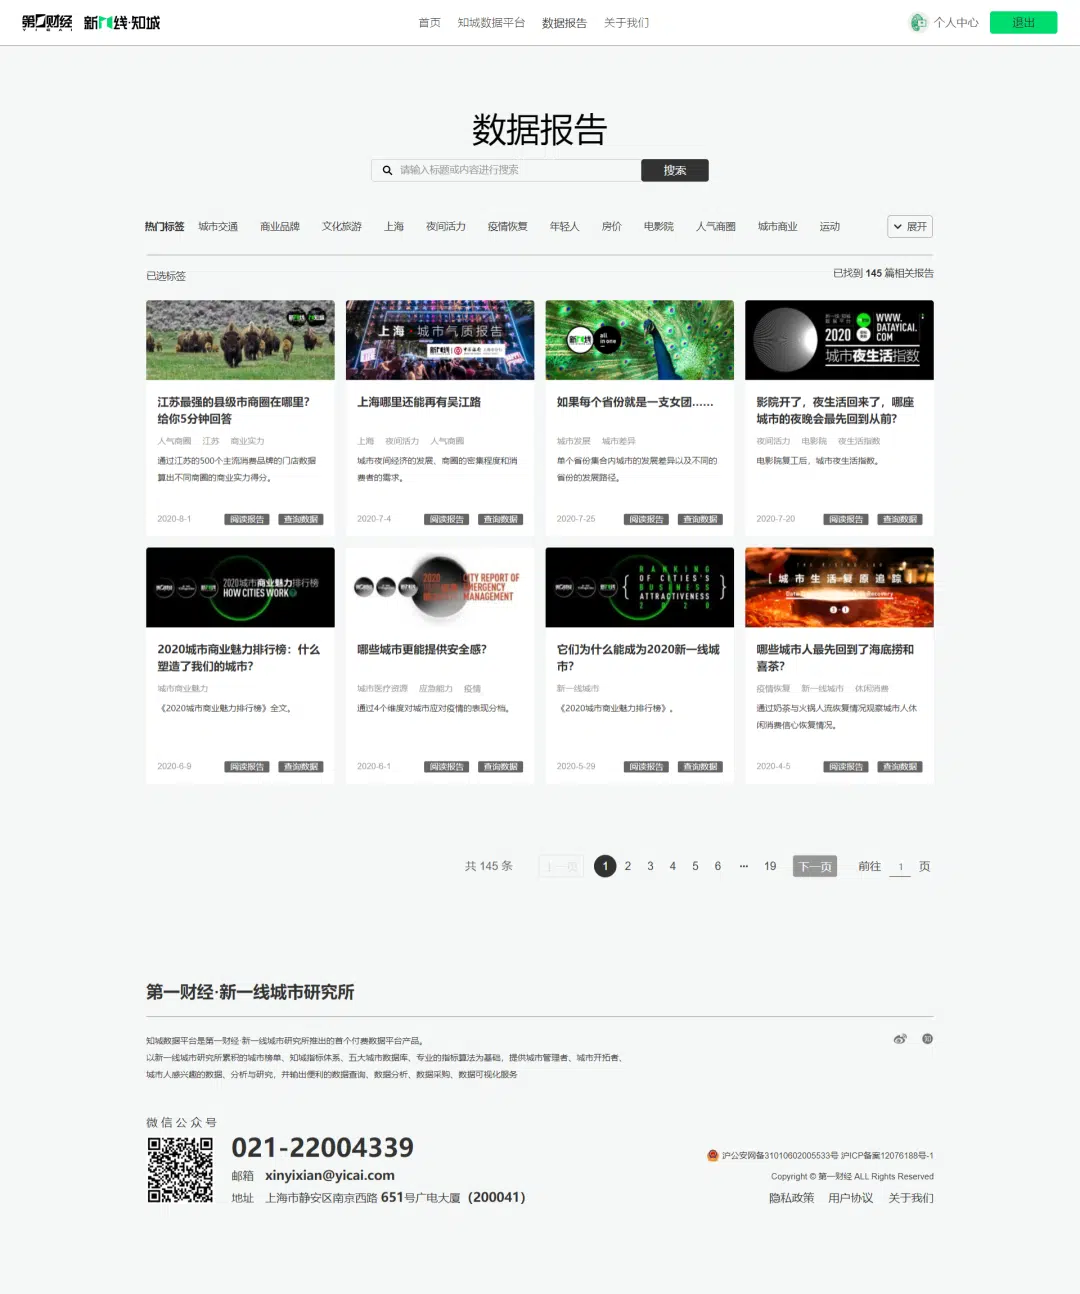 第一财经 新一线·知城
YICAI
首页 知城数据平台 数据报告 关于我们
个人中心 退出
数据报告
请输入标题或内容进行搜索 搜索
热门标签 城市交通 商业品牌 文化旅游 上海 夜间活力 疫情恢复 年轻人 房价 电影院 人气商圈 城市商业 运动 展开
已选标签 已找到 145 篇相关报告
上海·城市气质报告
新一线
all in one
2020
WWW.
DATAYICAI.
COM
城市夜生活指数
江苏最强的县级市商圈在哪里?
给你5分钟回答
人气商圈 江苏 商业实力
通过江苏的500个主流消费品牌的门店数据
算出不同商圈的商业实力得分。
2020-8-1 阅读报告 查询数据
上海哪里还能再有吴江路
上海 夜间活力 人气商圈
城市夜间经济的发展、商圈的密集程度和消
费者的需求。
2020-7-4 阅读报告 查询数据
如果每个省份就是一支女团……
城市发展 城市差异
单个省份集合内城市的发展差异以及不同的
省份的发展路径。
2020-7-25 阅读报告 查询数据
影院开了，夜生活回来了，哪座
城市的夜晚会最先回到从前?
夜间活力 电影院 夜生活指数
电影院复工后，城市夜生活指数。
2020-7-20 阅读报告 查询数据
2020城市商业魅力排行榜
HOW CITIES WORK
2020 CITY REPORT OF
EMERGENCY
MANAGEMENT
RANKING
OF CITIES'S
BUSINESS
ATTRACTIVENESS
2020
[ 城市生活复原追踪 ]
2020城市商业魅力排行榜：什么
塑造了我们的城市?
城市商业魅力
《2020城市商业魅力排行榜》全文。
2020-6-9 阅读报告 查询数据
哪些城市更能提供安全感?
城市医疗资源 应急能力 疫情
通过4个维度对城市应对疫情的表现分档。
2020-6-1 阅读报告 查询数据
它们为什么能成为2020新一线城
市?
新一线城市
《2020城市商业魅力排行榜》。
2020-5-29 阅读报告 查询数据
哪些城市人最先回到了海底捞和
喜茶?
疫情恢复 新一线城市 休闲消费
通过奶茶与火锅人流恢复情况观察城市人休
闲消费信心恢复情况。
2020-4-5 阅读报告 查询数据
共 145 条 上一页 1 2 3 4 5 6 ··· 19 下一页 前往 1 页
第一财经·新一线城市研究所
知城数据平台是第一财经·新一线城市研究所推出的首个付费数据平台产品。
以新一线城市研究所累积的城市榜单、知城指标体系、五大城市数据库、专业的指标算法为基础，提供城市管理者、城市开拓者、
城市人感兴趣的数据、分析与研究，并输出便利的数据查询、数据分析、数据采购、数据可视化服务
微信公众号
021-22004339
邮箱 xinyixian@yicai.com
地址 上海市静安区南京西路 651号广电大厦（200041）
沪公安网备31010602005533号 沪ICP备案12076188号-1
Copyright © 第一财经 ALL Rights Reserved
隐私政策 用户协议 关于我们